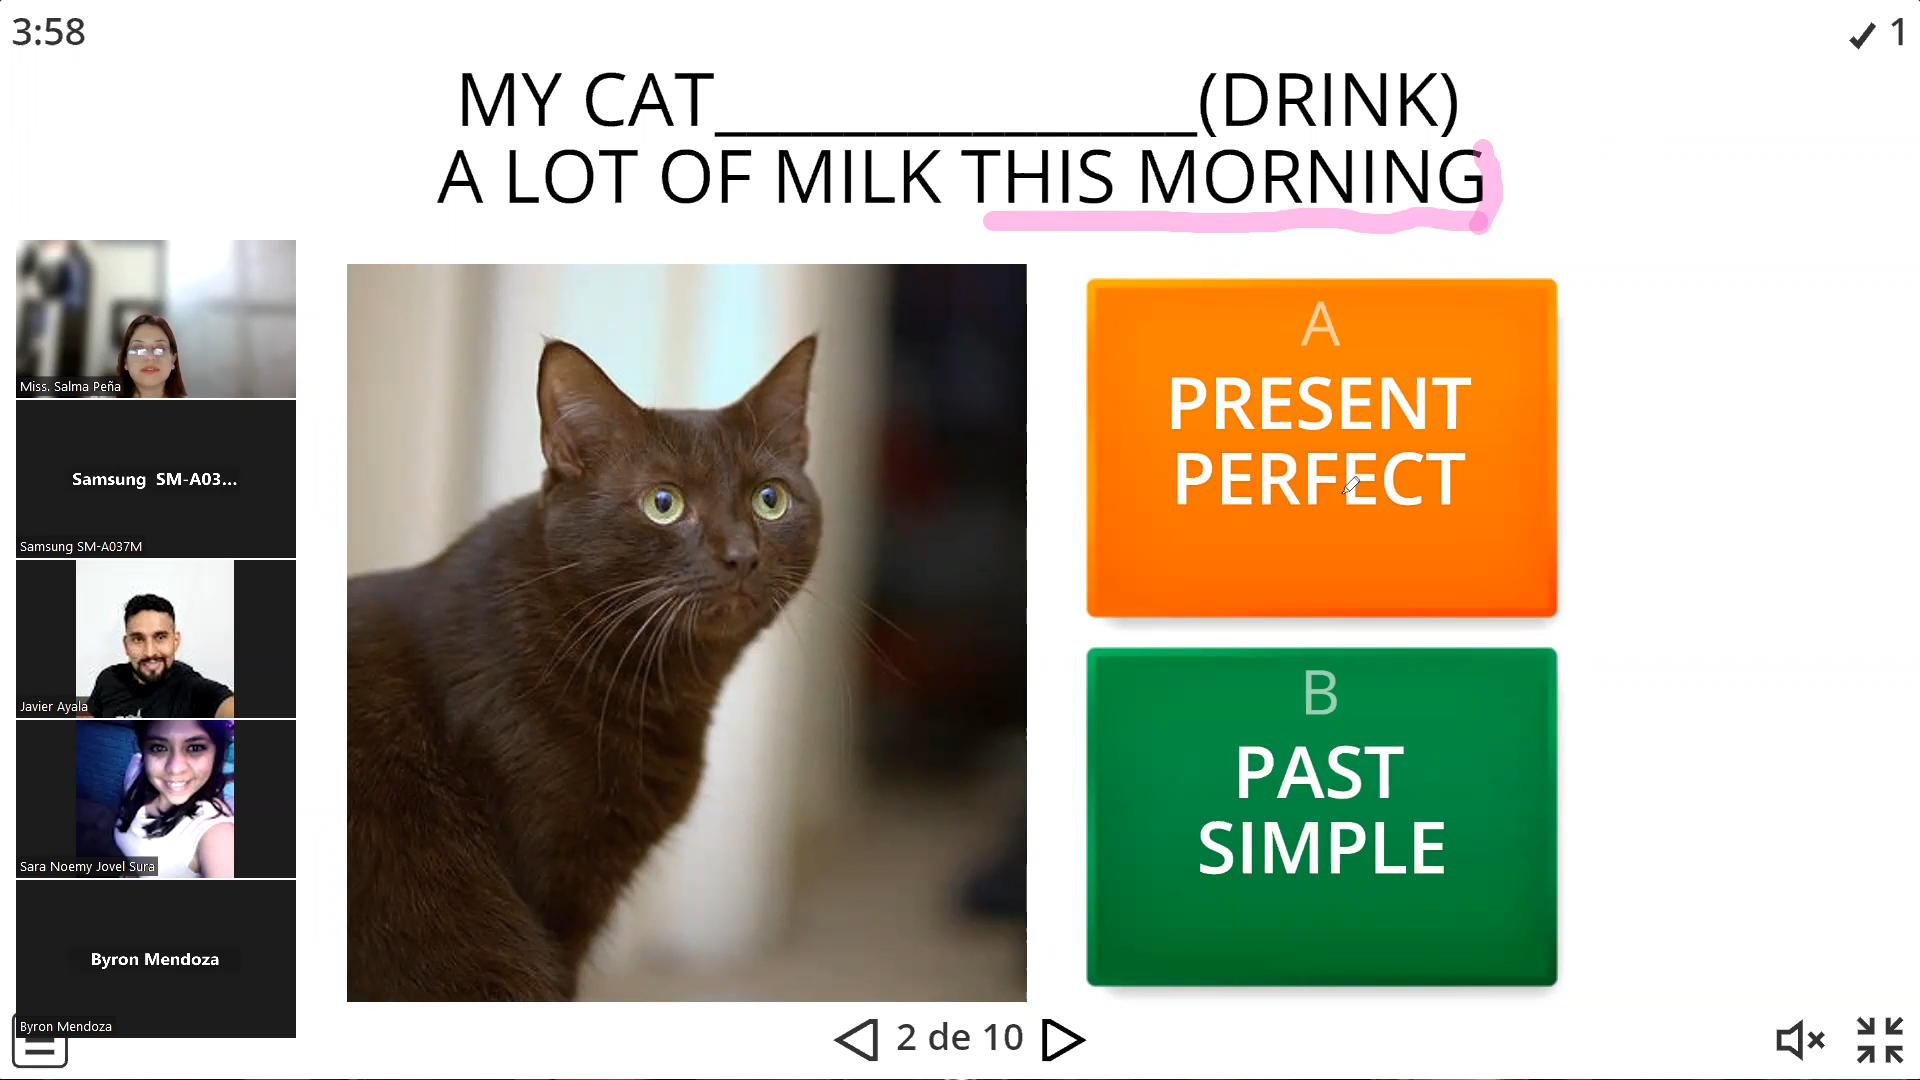 3:58
1
MY CAT_______________(DRINK)
A LOT OF MILK THIS MORNING
Miss. Salma Peña
Samsung SM-A03...
Samsung SM-A037M
Javier Ayala
Sara Noemy Jovel Sura
Byron Mendoza
Byron Mendoza
A
PRESENT
PERFECT
B
PAST
SIMPLE
2 de 10